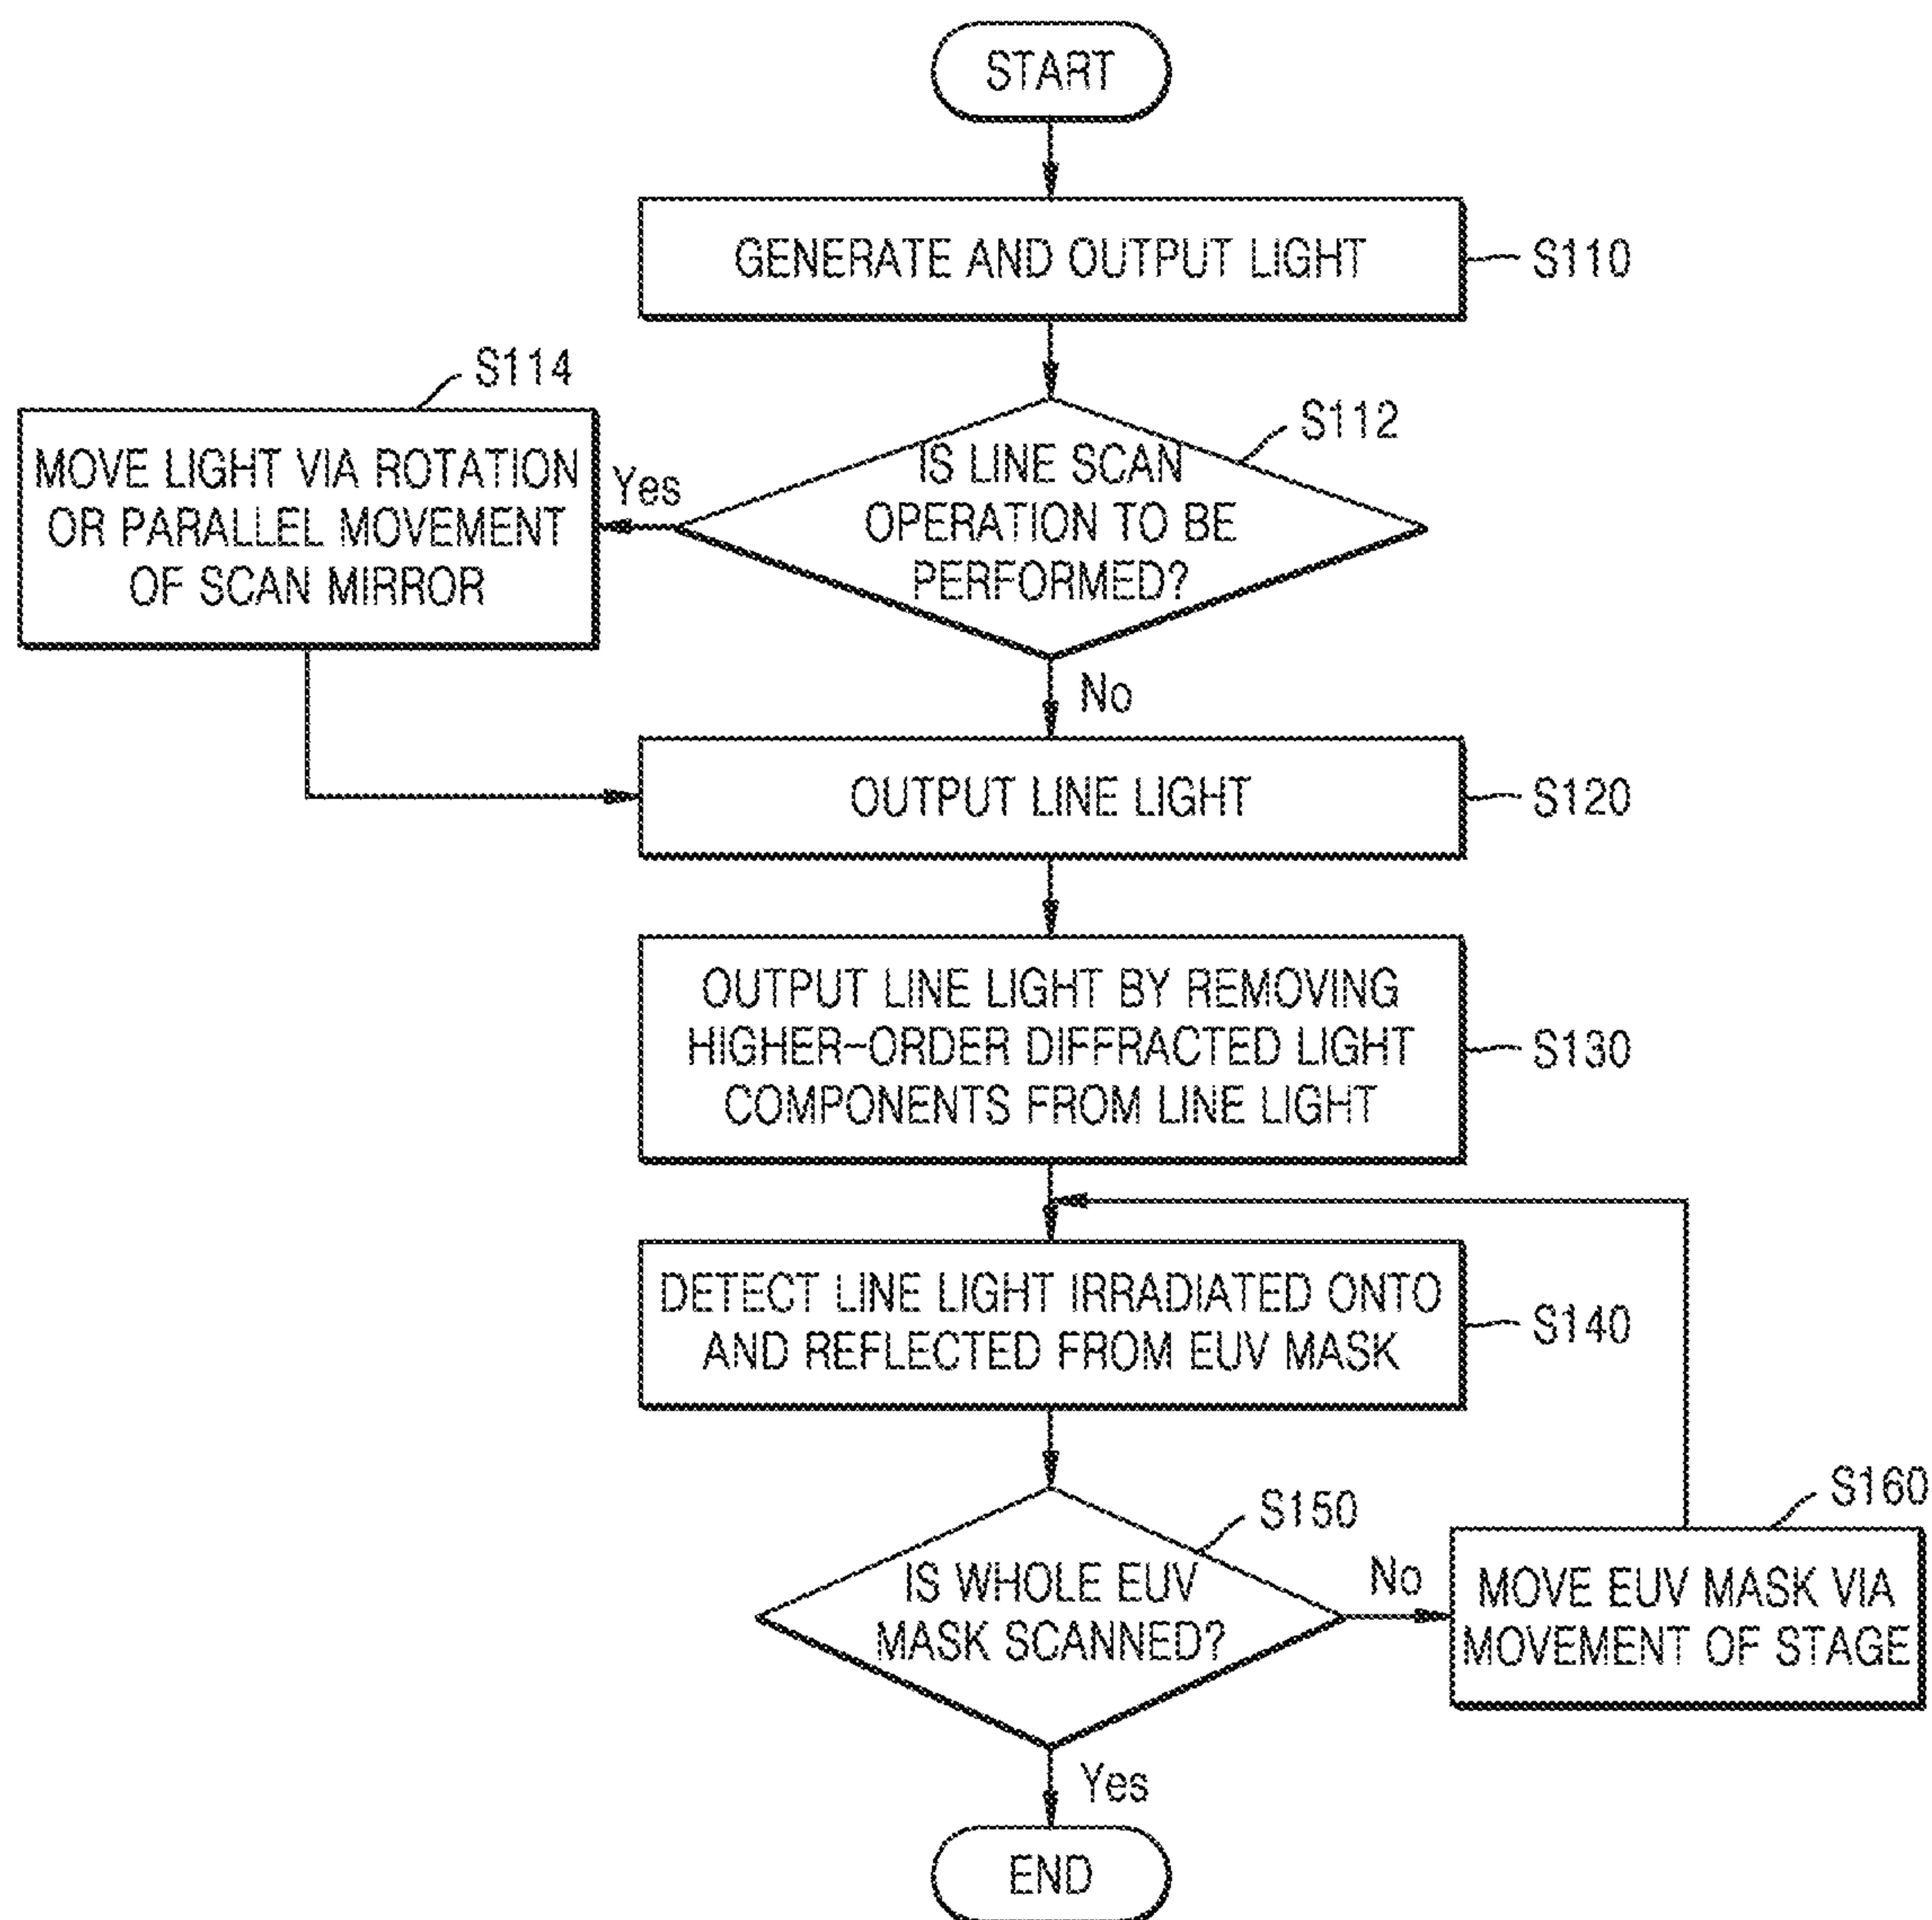 START
GENERATE AND OUTPUT LIGHT
S110
S114
MOVE LIGHT VIA ROTATION
OR PARALLEL MOVEMENT
OF SCAN MIRROR
Yes
S112
IS LINE SCAN
OPERATION TO BE
PERFORMED?
No
OUTPUT LINE LIGHT
S120
OUTPUT LINE LIGHT BY REMOVING
HIGHER-ORDER DIFFRACTED LIGHT
COMPONENTS FROM LINE LIGHT
S130
DETECT LINE LIGHT IRRADIATED ONTO
AND REFLECTED FROM EUV MASK
S140
S150
IS WHOLE EUV
MASK SCANNED?
No
S160
MOVE EUV MASK VIA
MOVEMENT OF STAGE
Yes
END